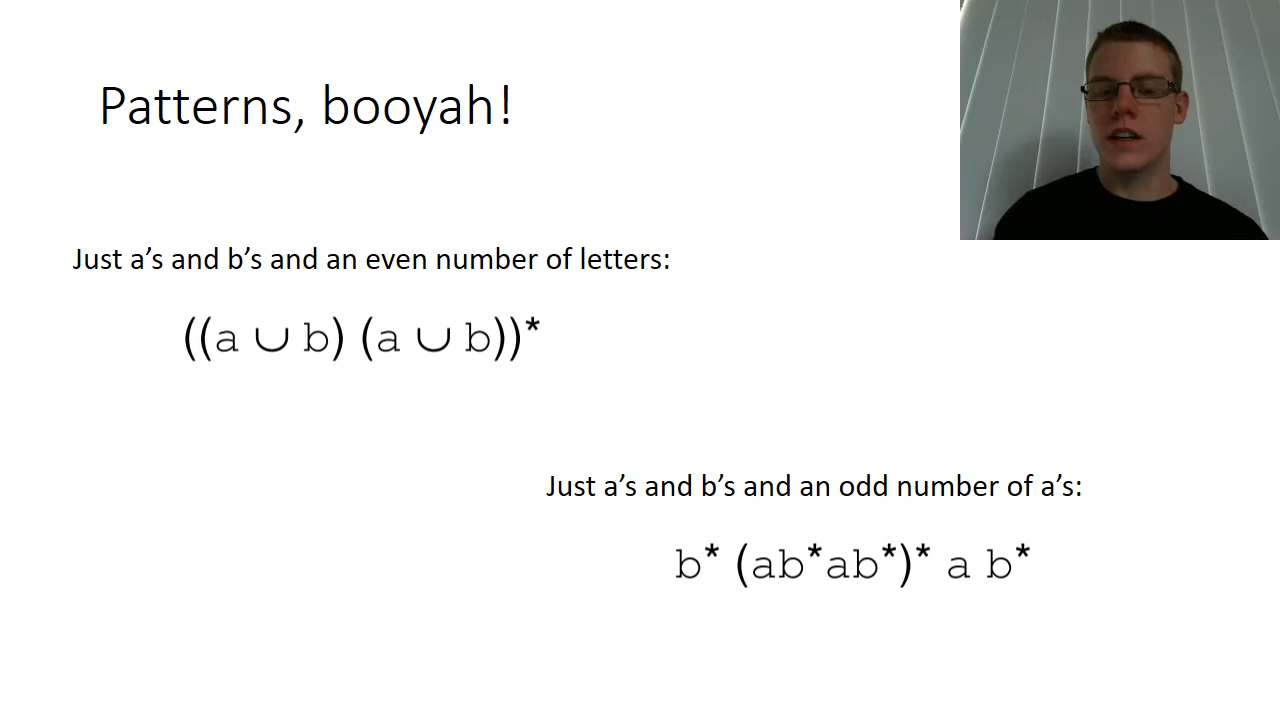 Patterns, booyah!
Just a’s and b’s and an even number of letters:
((a ∪ b) (a ∪ b))*
Just a’s and b’s and an odd number of a’s:
b* (ab*ab*)* a b*